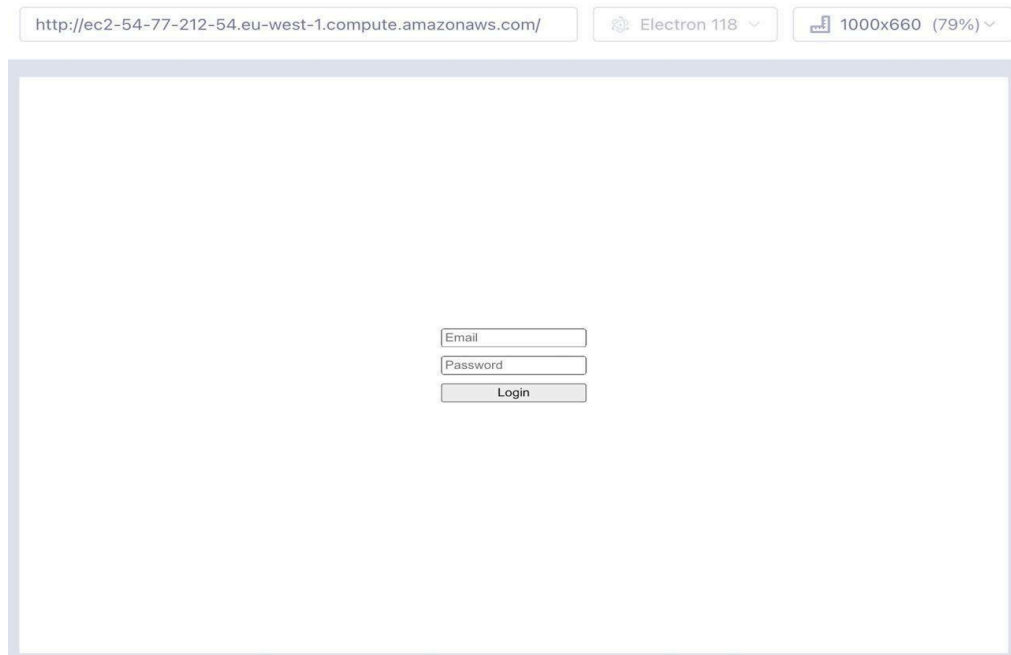 http://ec2-54-77-212-54.eu-west-1.compute.amazonaws.com/ Electron 118 1000x660 (79%)
Email
Password
Login